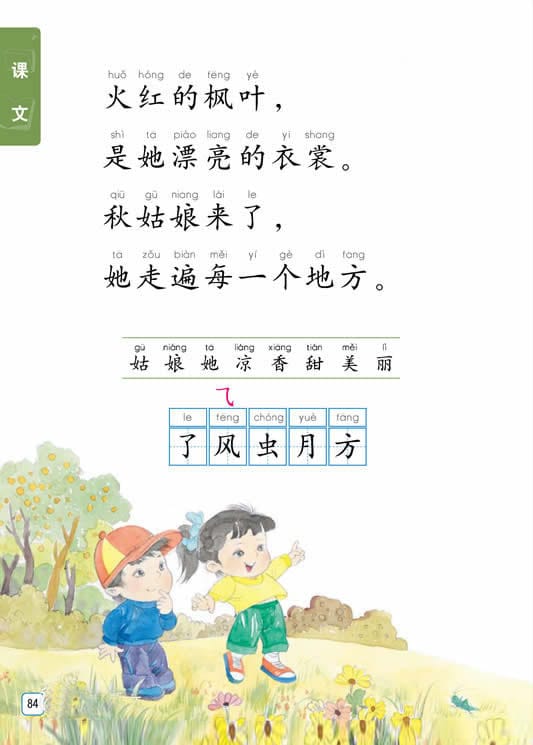 课
文
huǒ hóng de fēng yè
火红的枫叶，
shì tā piào liang de yī shang
是她漂亮的衣裳。
qiū gū niang lái le
秋姑娘来了，
tā zǒu biàn měi yí gè dì fang
她走遍每一个地方。
gū niáng tā liáng xiāng tián měi lì
姑 娘 她 凉 香 甜 美 丽
⺄
le fēng chóng yuè fāng
了 风 虫 月 方
84